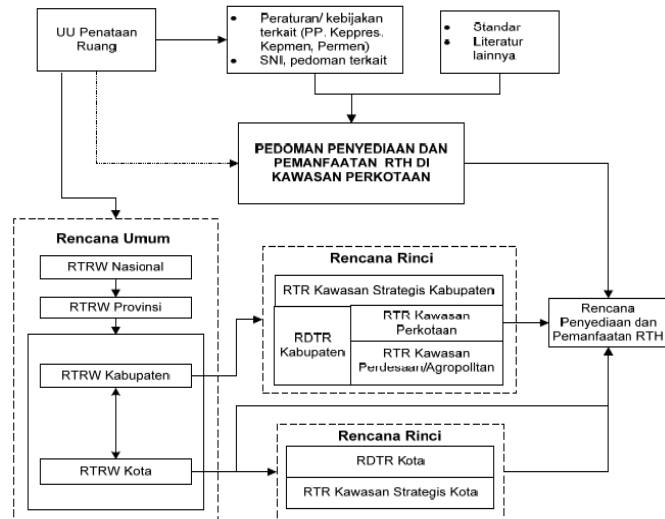 UU Penataan
Ruang
• Peraturan/ kebijakan
terkait (PP. Keppres.
Kepmen, Permen)
• SNI, pedoman terkait
• Standar
• Literatur
lainnya
PEDOMAN PENYEDIAAN DAN
PEMANFAATAN RTH DI
KAWASAN PERKOTAAN
Rencana Umum
RTRW Nasional
RTRW Provinsi
RTRW Kabupaten
RTRW Kota
Rencana Rinci
RTR Kawasan Strategis Kabupaten
RDTR
Kabupaten
RTR Kawasan
Perkotaan
RTR Kawasan
Perdesaan/Agropolitan
Rencana
Penyediaan dan
Pemanfaatan RTH
Rencana Rinci
RDTR Kota
RTR Kawasan Strategis Kota